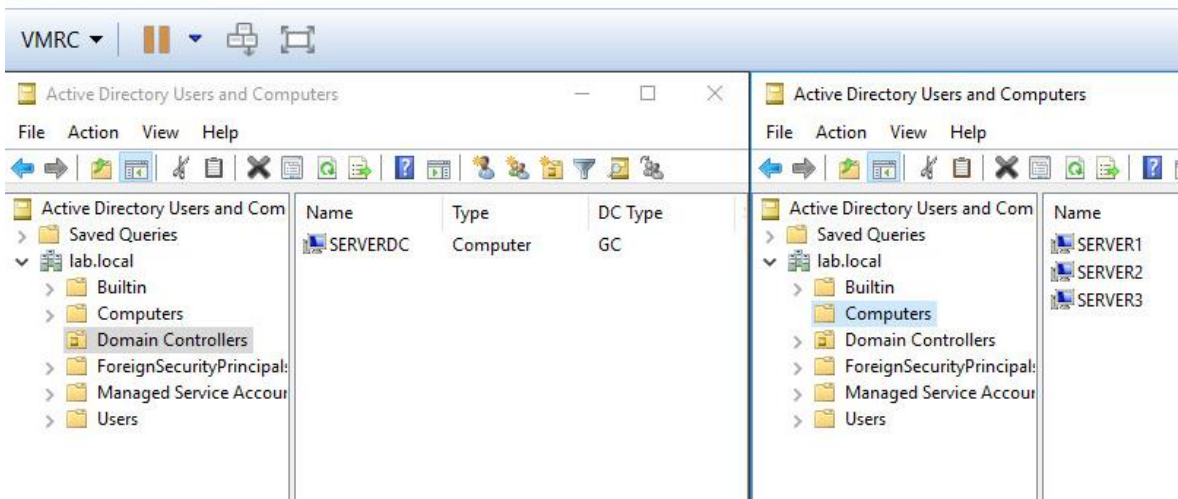 VMRC
Active Directory Users and Computers
File Action View Help
Active Directory Users and Com
Saved Queries
lab.local
Builtin
Computers
Domain Controllers
ForeignSecurityPrincipals
Managed Service Accour
Users
Name Type DC Type
SERVERDC Computer GC
Active Directory Users and Computers
File Action View Help
Active Directory Users and Com
Saved Queries
lab.local
Builtin
Computers
Domain Controllers
ForeignSecurityPrincipals
Managed Service Accour
Users
Name
SERVER1
SERVER2
SERVER3